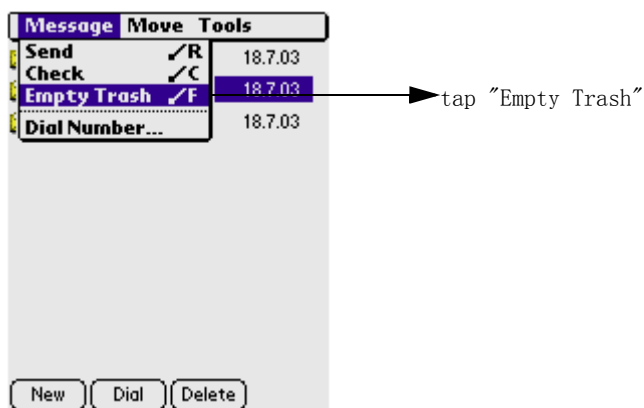 Message Move Tools
Send ⁄R 18.7.03
Check ⁄C
Empty Trash ⁄F 18.7.03
Dial Number... 18.7.03
tap "Empty Trash"
New Dial Delete